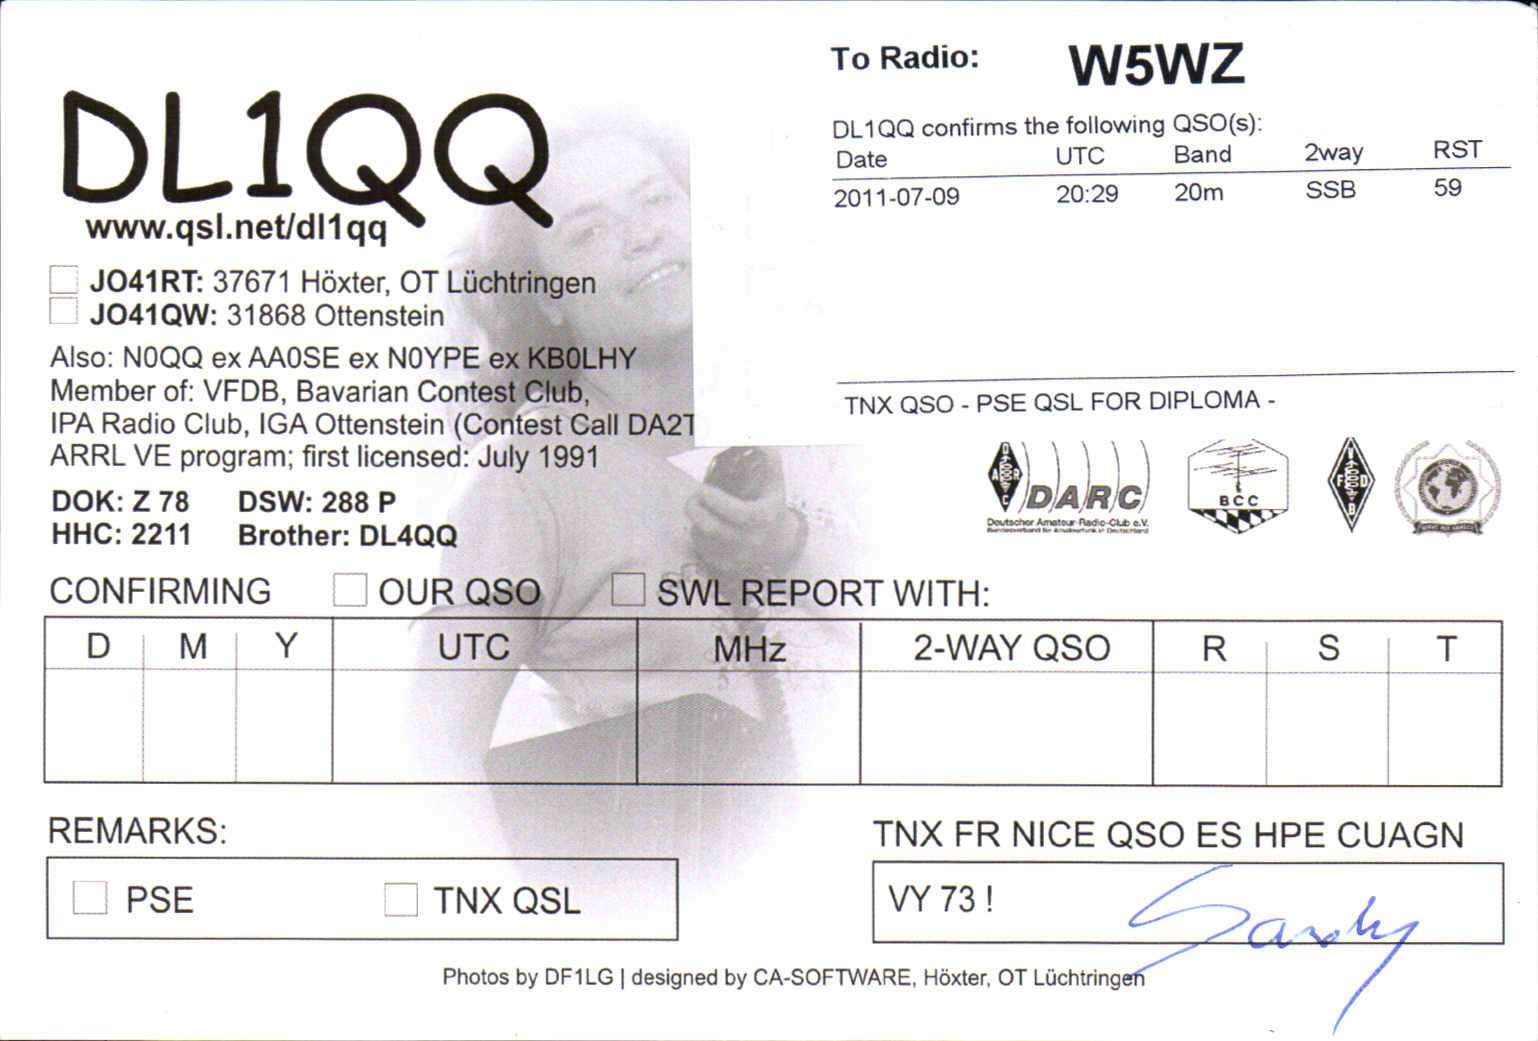 DL1QQ
www.qsl.net/dl1qq
JO41RT: 37671 Höxter, OT Lüchtringen
JO41QW: 31868 Ottenstein
Also: N0QQ ex AA0SE ex N0YPE ex KB0LHY
Member of: VFDB, Bavarian Contest Club,
IPA Radio Club, IGA Ottenstein (Contest Call DA2T
ARRL VE program; first licensed: July 1991
DOK: Z 78 DSW: 288 P
HHC: 2211 Brother: DL4QQ
To Radio: W5WZ
DL1QQ confirms the following QSO(s):
Date UTC Band 2way RST
2011-07-09 20:29 20m SSB 59
TNX QSO - PSE QSL FOR DIPLOMA -
D A R C
DARC
Deutscher Amateur-Radio-Club e.V.
Bundesverband für Amateurfunk in Deutschland
BCC
V F D B
CONFIRMING OUR QSO SWL REPORT WITH:
D M Y UTC MHz 2-WAY QSO R S T
REMARKS:
PSE TNX QSL
TNX FR NICE QSO ES HPE CUAGN
VY 73 !
Sandy
Photos by DF1LG | designed by CA-SOFTWARE, Höxter, OT Lüchtringen